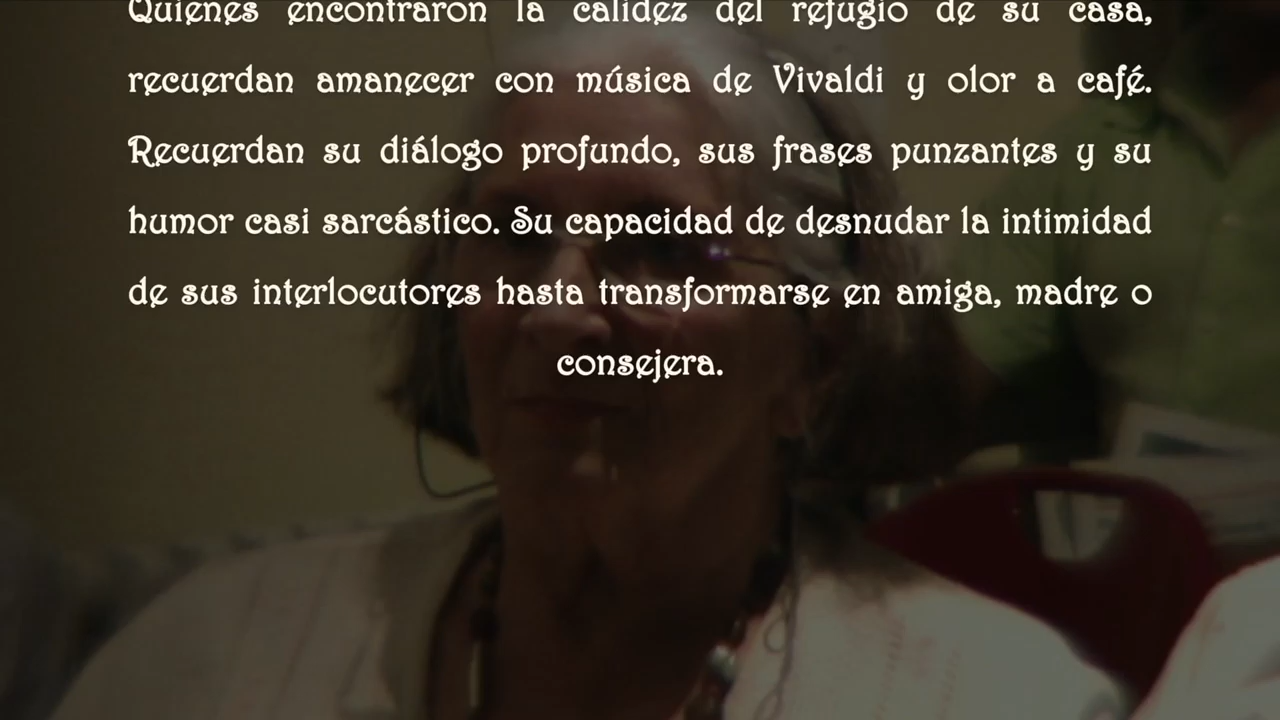 Quienes encontraron la calidez del refugio de su casa,
recuerdan amanecer con música de Vivaldi y olor a café.
Recuerdan su diálogo profundo, sus frases punzantes y su
humor casi sarcástico. Su capacidad de desnudar la intimidad
de sus interlocutores hasta transformarse en amiga, madre o
consejera.